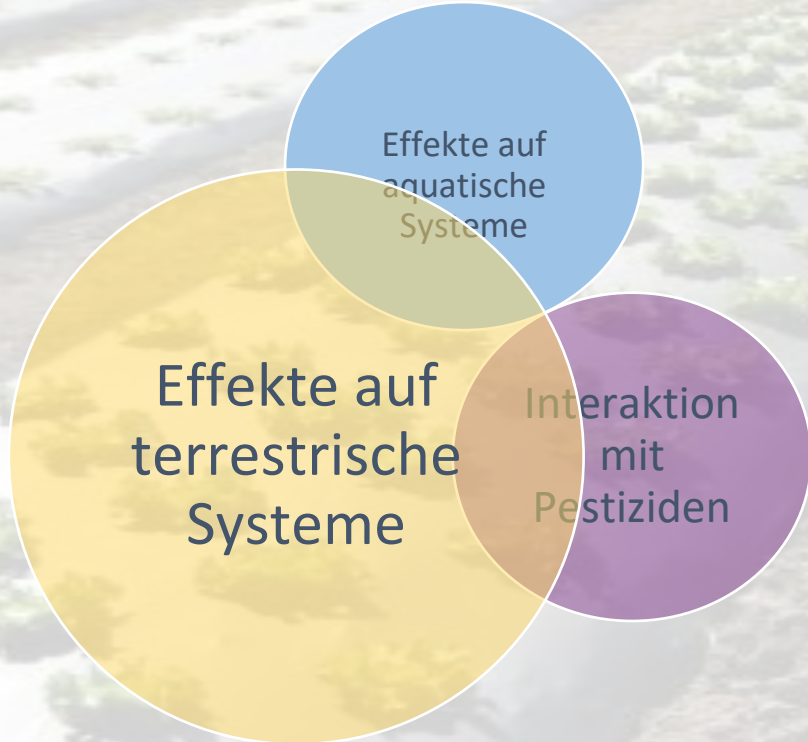 Effekte auf
aquatische
Systeme
Effekte auf
terrestrische
Systeme
Interaktion
mit
Pestiziden